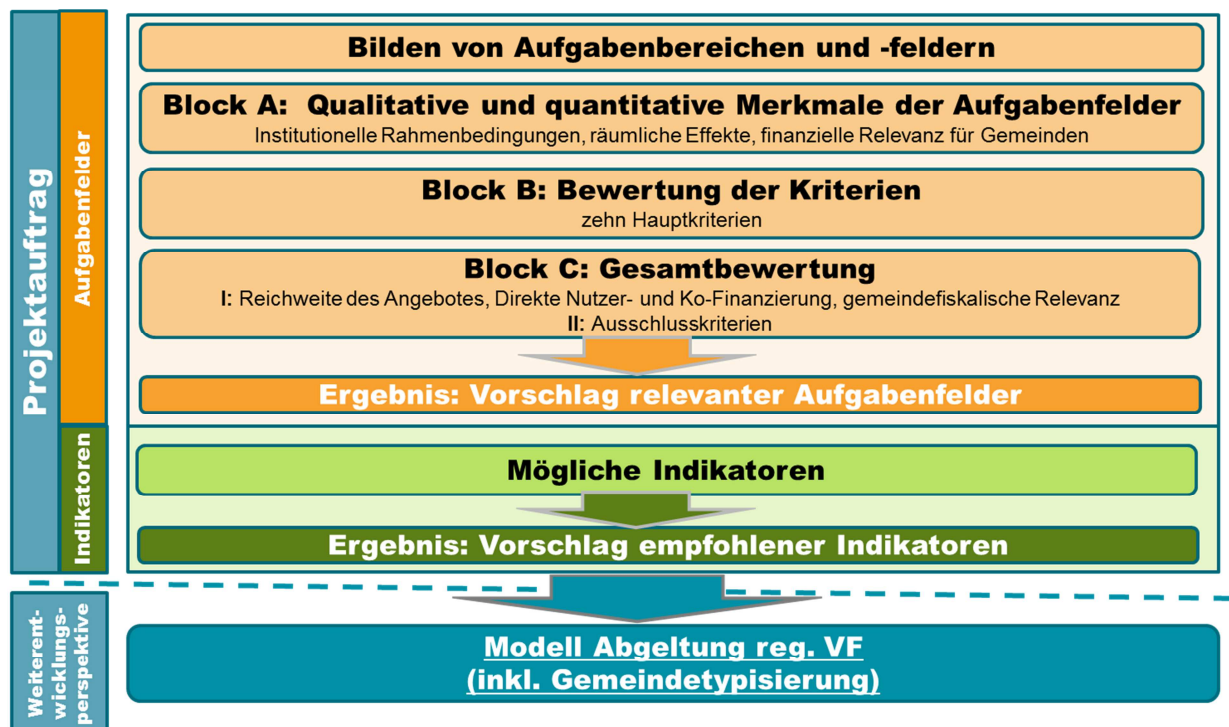 Projektauftrag
Aufgabenfelder
Bilden von Aufgabenbereichen und -feldern
Block A: Qualitative und quantitative Merkmale der Aufgabenfelder
Institutionelle Rahmenbedingungen, räumliche Effekte, finanzielle Relevanz für Gemeinden
Block B: Bewertung der Kriterien
zehn Hauptkriterien
Block C: Gesamtbewertung
I: Reichweite des Angebotes, Direkte Nutzer- und Ko-Finanzierung, gemeindefiskalische Relevanz
II: Ausschlusskriterien
Ergebnis: Vorschlag relevanter Aufgabenfelder
Indikatoren
Mögliche Indikatoren
Ergebnis: Vorschlag empfohlener Indikatoren
Weiterent-
wicklungs-
perspektive
Modell Abgeltung reg. VF
(inkl. Gemeindetypisierung)